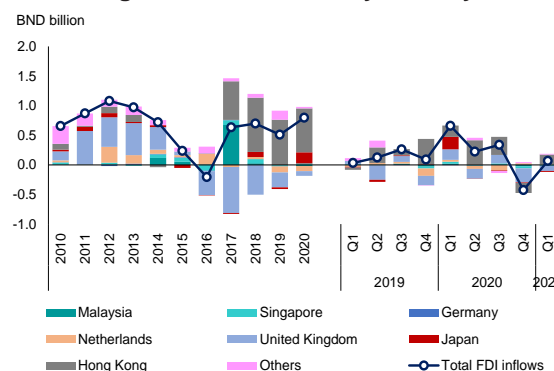 BND billion
2.0
1.5
1.0
0.5
0.0
-0.5
-1.0
2010
2011
2012
2013
2014
2015
2016
2017
2018
2019
2020
Q1
Q2
Q3
Q4
Q1
Q2
Q3
Q4
Q1
2019
2020
202
Malaysia
Singapore
Germany
Netherlands
United Kingdom
Japan
Hong Kong
Others
Total FDI inflows